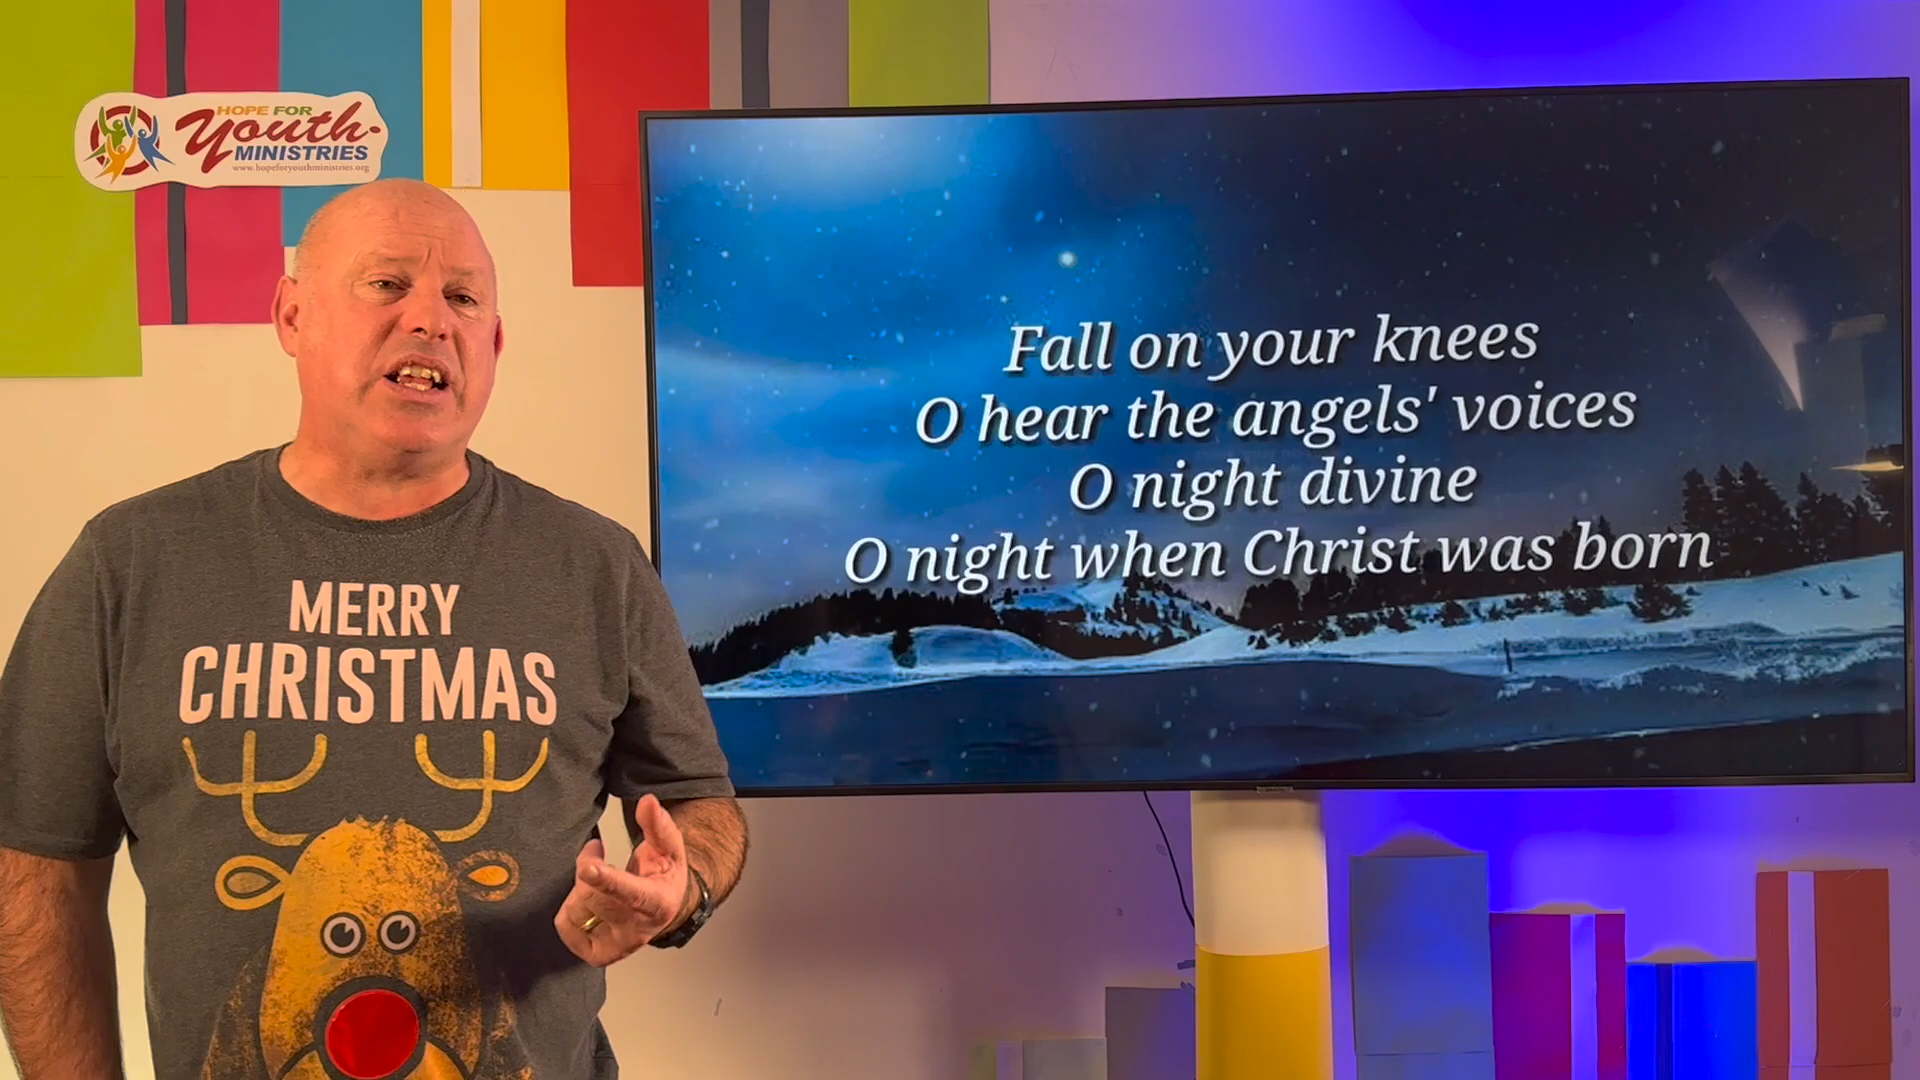 HOPE FOR
Youth
MINISTRIES
www.hopeforyouthministries.org
Fall on your knees
O hear the angels' voices
O night divine
O night when Christ was born
MERRY
CHRISTMAS